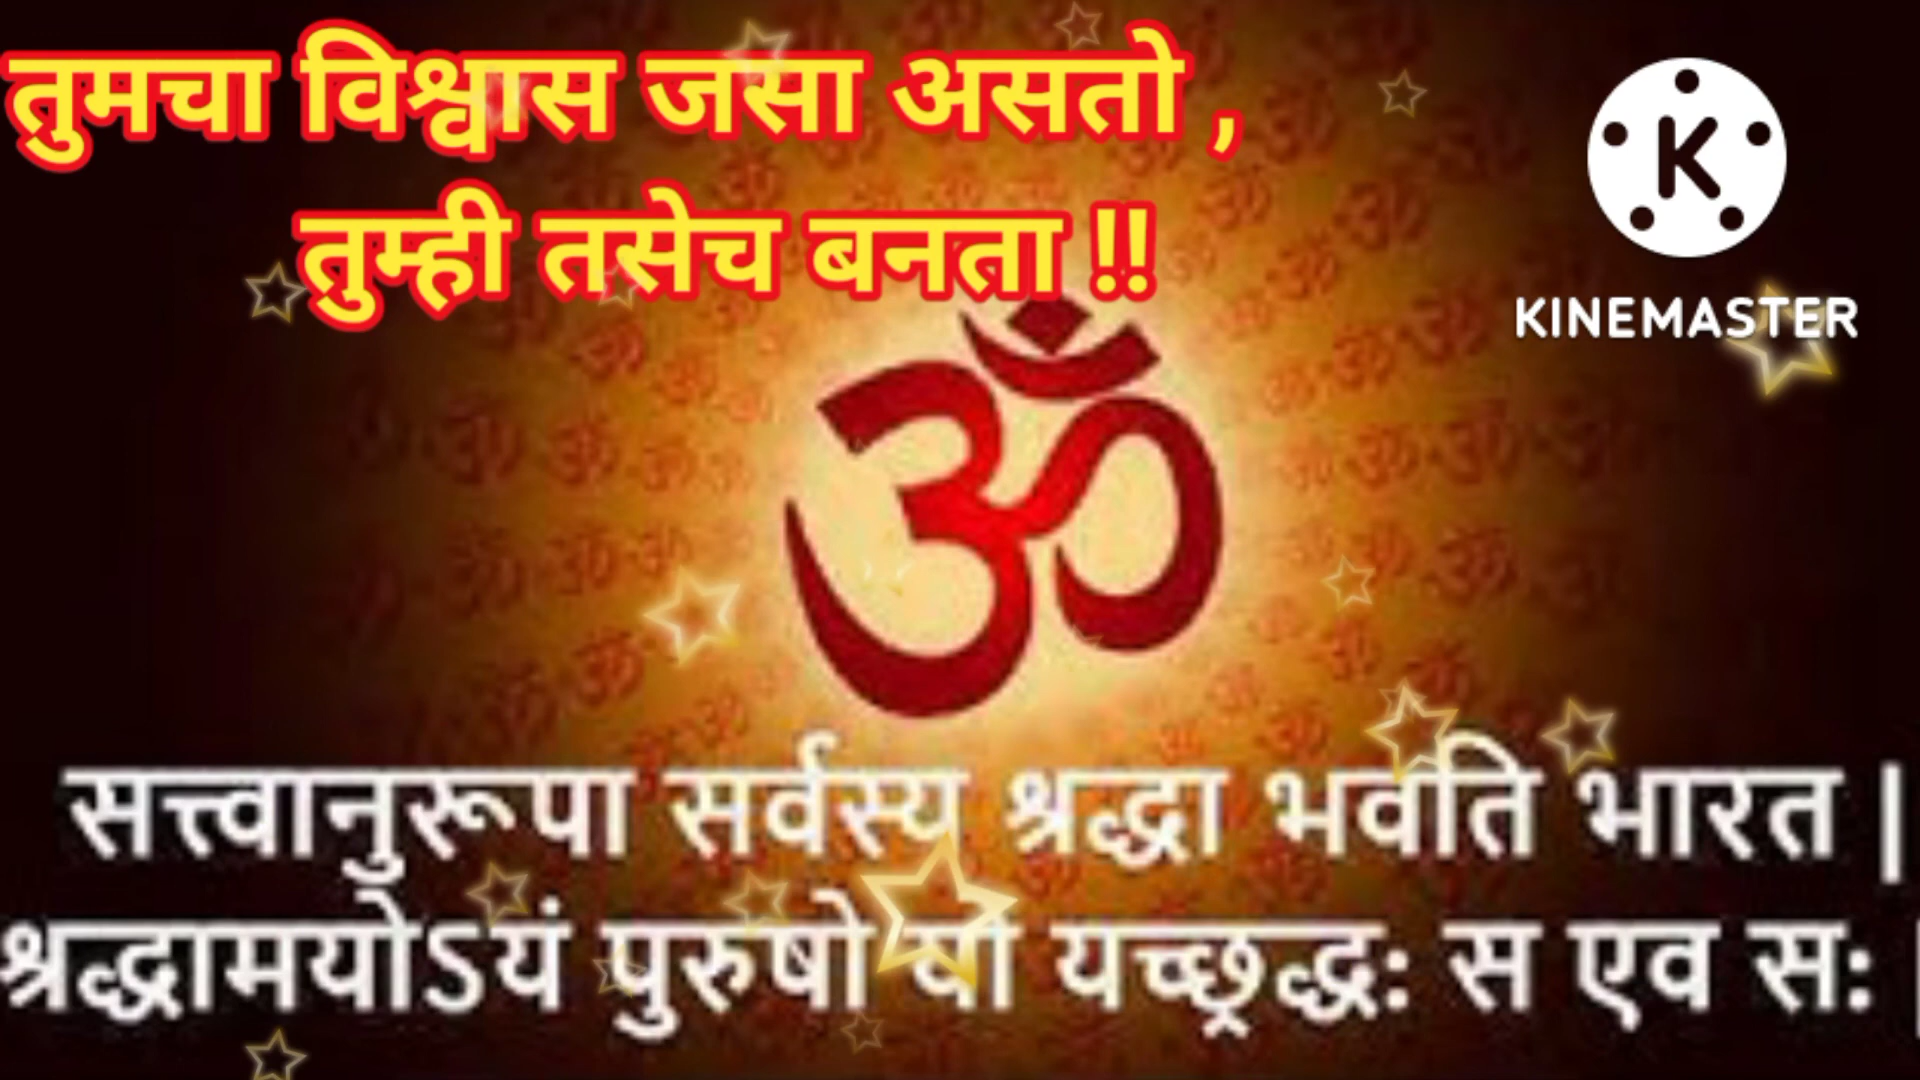 तुमचा विश्वास जसा असतो ,
तुम्ही तसेच बनता !!
K
KINEMASTER
सत्त्वानुरूपा सर्वस्य श्रद्धा भवति भारत |
श्रद्धामयोऽयं पुरुषो यो यच्छ्रद्धः स एव सः |